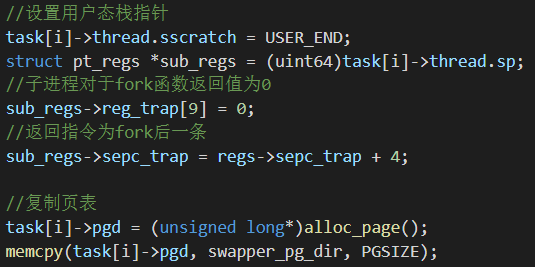 //设置用户态栈指针
task[i]->thread.sscratch = USER_END;
struct pt_regs *sub_regs = (uint64)task[i]->thread.sp;
//子进程对于fork函数返回值为0
sub_regs->reg_trap[9] = 0;
//返回指令为fork后一条
sub_regs->sepc_trap = regs->sepc_trap + 4;
//复制页表
task[i]->pgd = (unsigned long*)alloc_page();
memcpy(task[i]->pgd, swapper_pg_dir, PGSIZE);